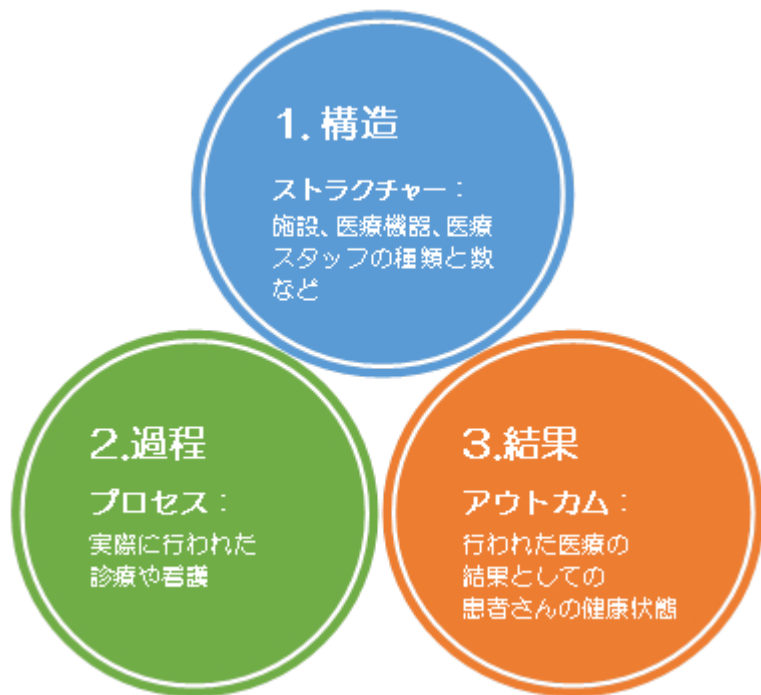 1. 構造
ストラクチャー：
施設、医療機器、医療
スタッフの種類と数
など
2.過程
プロセス：
実際に行われた
診療や看護
3.結果
アウトカム：
行われた医療の
結果としての
患者さんの健康状態